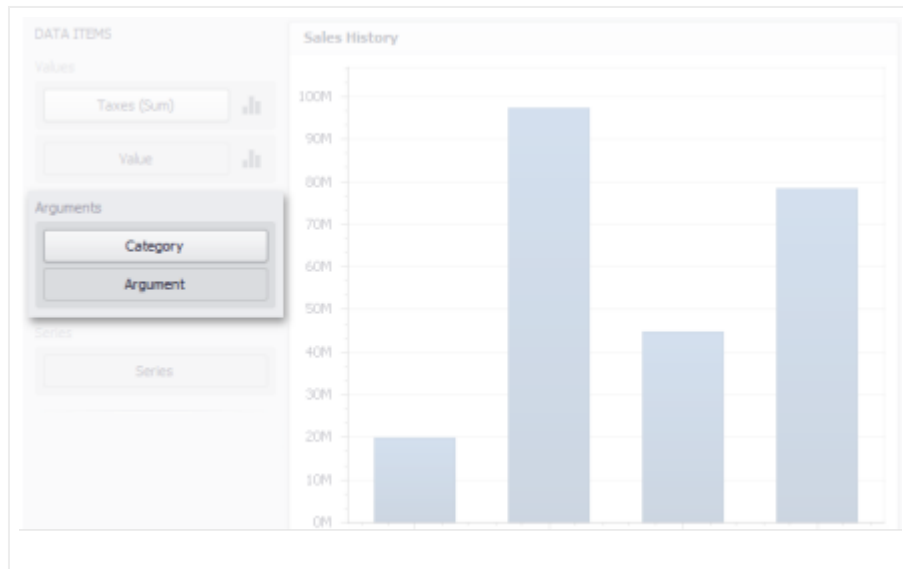 DATA ITEMS
Values
Taxes (Sum)
Value
Arguments
Category
Argument
Series
Series
Sales History
100M
90M
80M
70M
60M
50M
40M
30M
20M
10M
0M